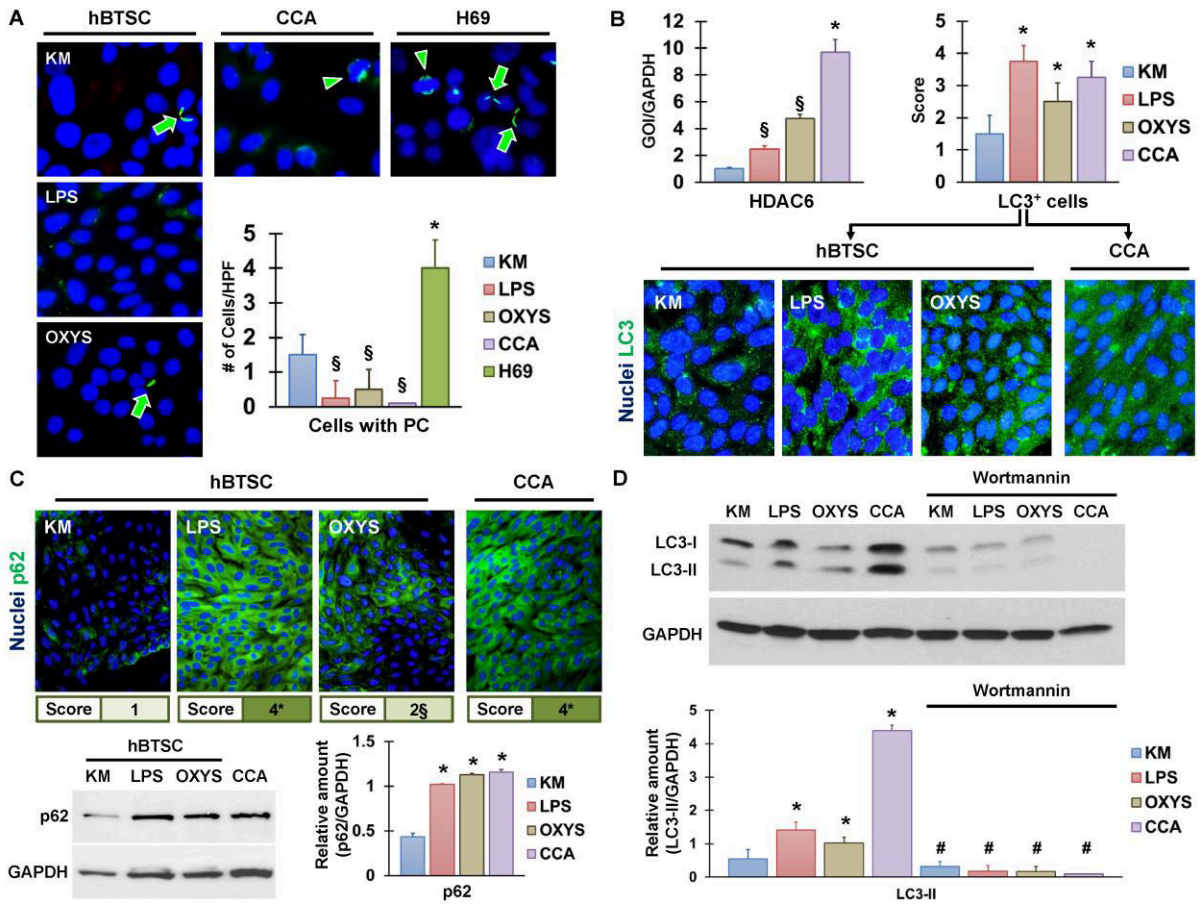 A
hBTSC
CCA
H69
KM
LPS
OXYS
# of Cells/HPF
5
4
3
2
1
0
*
§
§
§
Cells with PC
KM
LPS
OXYS
CCA
H69
B
GOI/GAPDH
12
10
8
6
4
2
0
§
§
*
HDAC6
Score
5
4
3
2
1
0
*
*
*
LC3+ cells
KM
LPS
OXYS
CCA
hBTSC
CCA
Nuclei LC3
KM
LPS
OXYS
C
hBTSC
CCA
Nuclei p62
KM
LPS
OXYS
Score 1
Score 4*
Score 2§
Score 4*
hBTSC
KM LPS OXYS CCA
p62
GAPDH
Relative amount
(p62/GAPDH)
1.5
1
0.5
0
*
*
*
p62
KM
LPS
OXYS
CCA
D
Wortmannin
KM LPS OXYS CCA KM LPS OXYS CCA
LC3-I
LC3-II
GAPDH
Wortmannin
Relative amount
(LC3-II/GAPDH)
5
4
3
2
1
0
*
*
*
# # # #
LC3-II
KM
LPS
OXYS
CCA